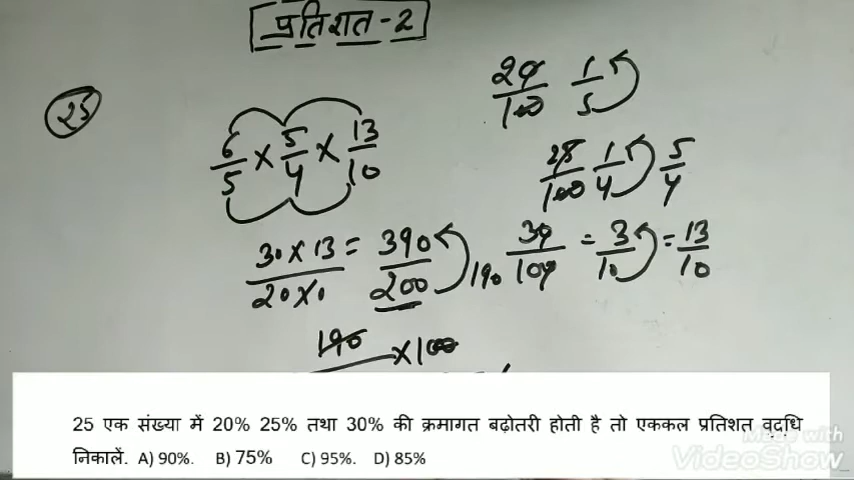 प्रतिशत-2
25
20/100 1/5
6/5 × 5/4 × 13/10
25/100 1/4 5/4
30×13/20×10 = 390/200 190 30/100 = 3/10 = 13/10
190 × 100
25 एक संख्या में 20% 25% तथा 30% की क्रमागत बढ़ोतरी होती है तो एककल प्रतिशत वृद्धि
निकालें. A) 90%. B) 75% C) 95%. D) 85%
Made with
VideoShow